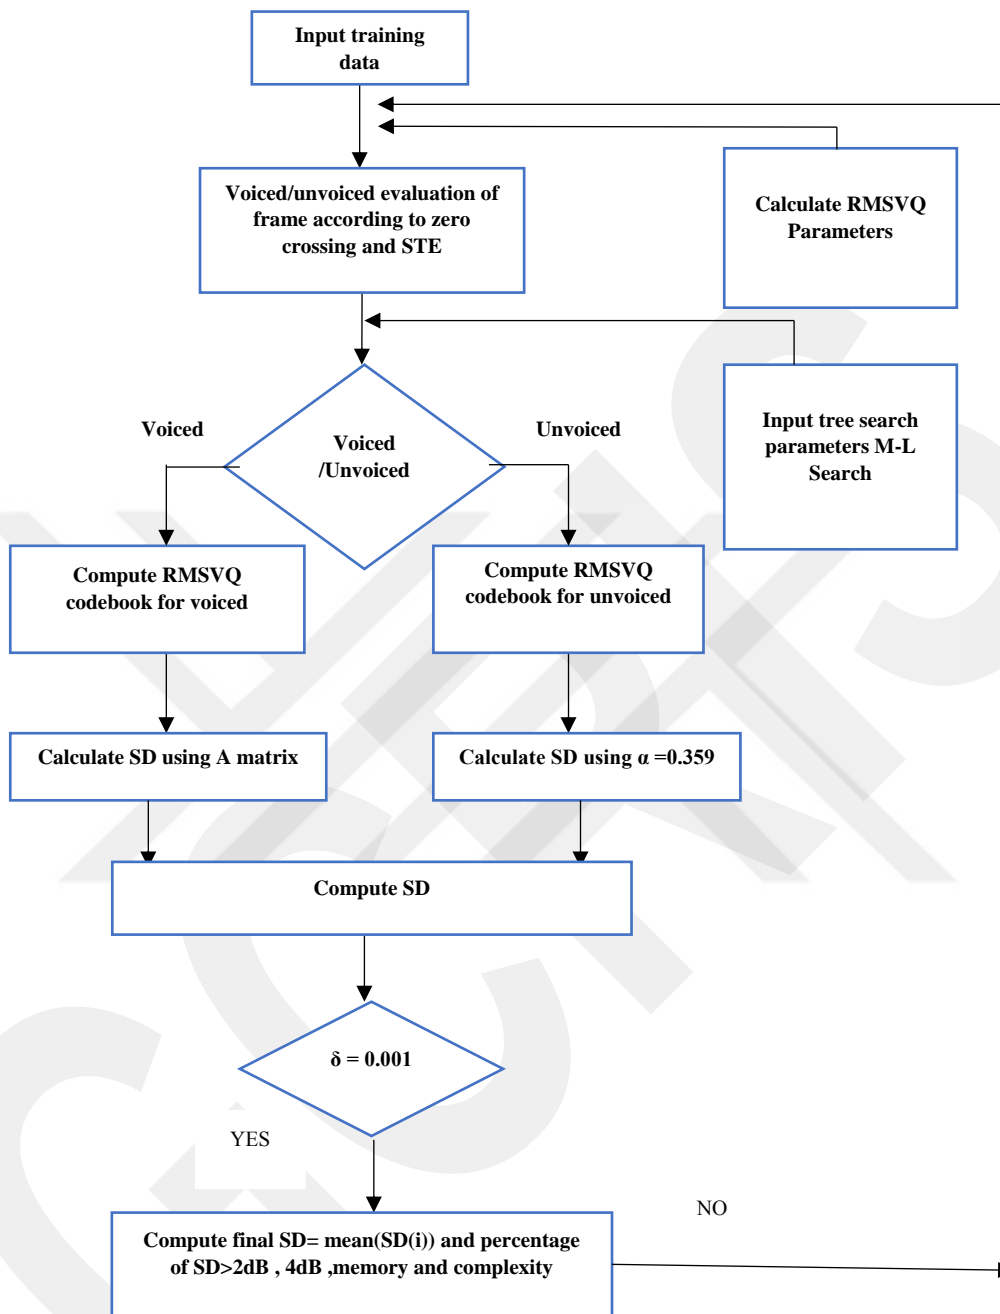 Input training
data
Voiced/unvoiced evaluation of
frame according to zero
crossing and STE
Calculate RMSVQ
Parameters
Voiced
Unvoiced
Voiced
/Unvoiced
Input tree search
parameters M-L
Search
Compute RMSVQ
codebook for voiced
Compute RMSVQ
codebook for unvoiced
Calculate SD using A matrix
Calculate SD using α =0.359
Compute SD
δ = 0.001
YES
NO
Compute final SD= mean(SD(i)) and percentage
of SD>2dB , 4dB ,memory and complexity